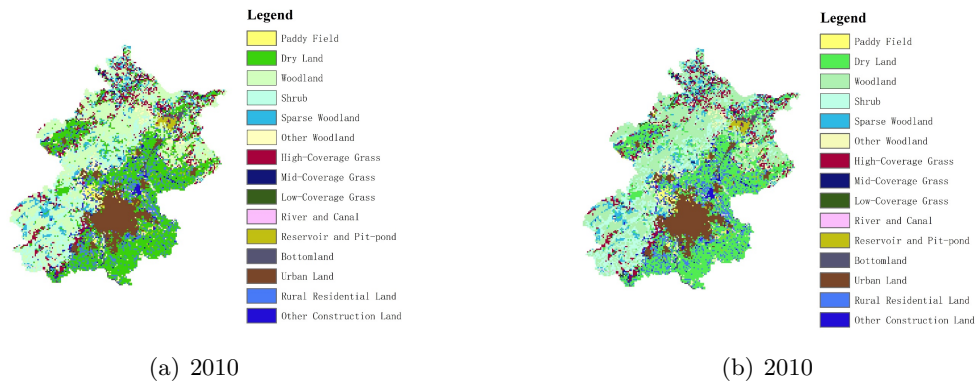 Legend
Paddy Field
Dry Land
Woodland
Shrub
Sparse Woodland
Other Woodland
High-Coverage Grass
Mid-Coverage Grass
Low-Coverage Grass
River and Canal
Reservoir and Pit-pond
Bottomland
Urban Land
Rural Residential Land
Other Construction Land
(a) 2010
Legend
Paddy Field
Dry Land
Woodland
Shrub
Sparse Woodland
Other Woodland
High-Coverage Grass
Mid-Coverage Grass
Low-Coverage Grass
River and Canal
Reservoir and Pit-pond
Bottomland
Urban Land
Rural Residential Land
Other Construction Land
(b) 2010